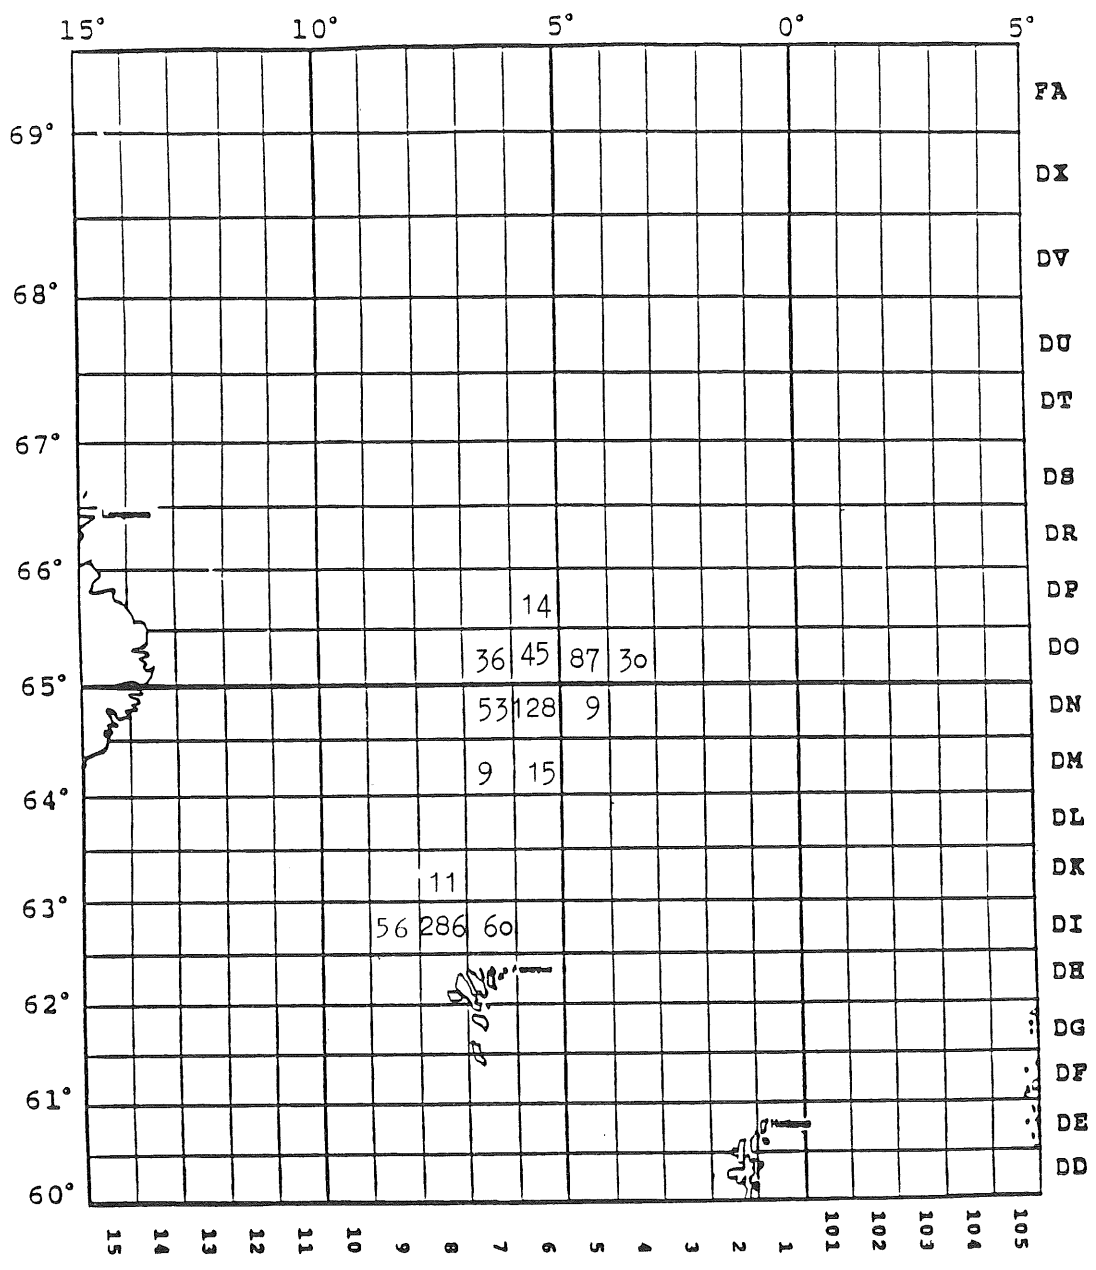 15° 10° 5° 0° 5°
FA
69°
DX
DV
68°
DU
DT
67°
DS
DR
66°
DP
14
DO
36 45 87 30
65°
DN
53 128 9
DM
9 15
64°
DL
DK
11
63°
DI
56 286 60
DH
62°
DG
DF
61°
DE
DD
60°
15 14 13 12 11 10 9 8 7 6 5 4 3 2 1 101 102 103 104 105